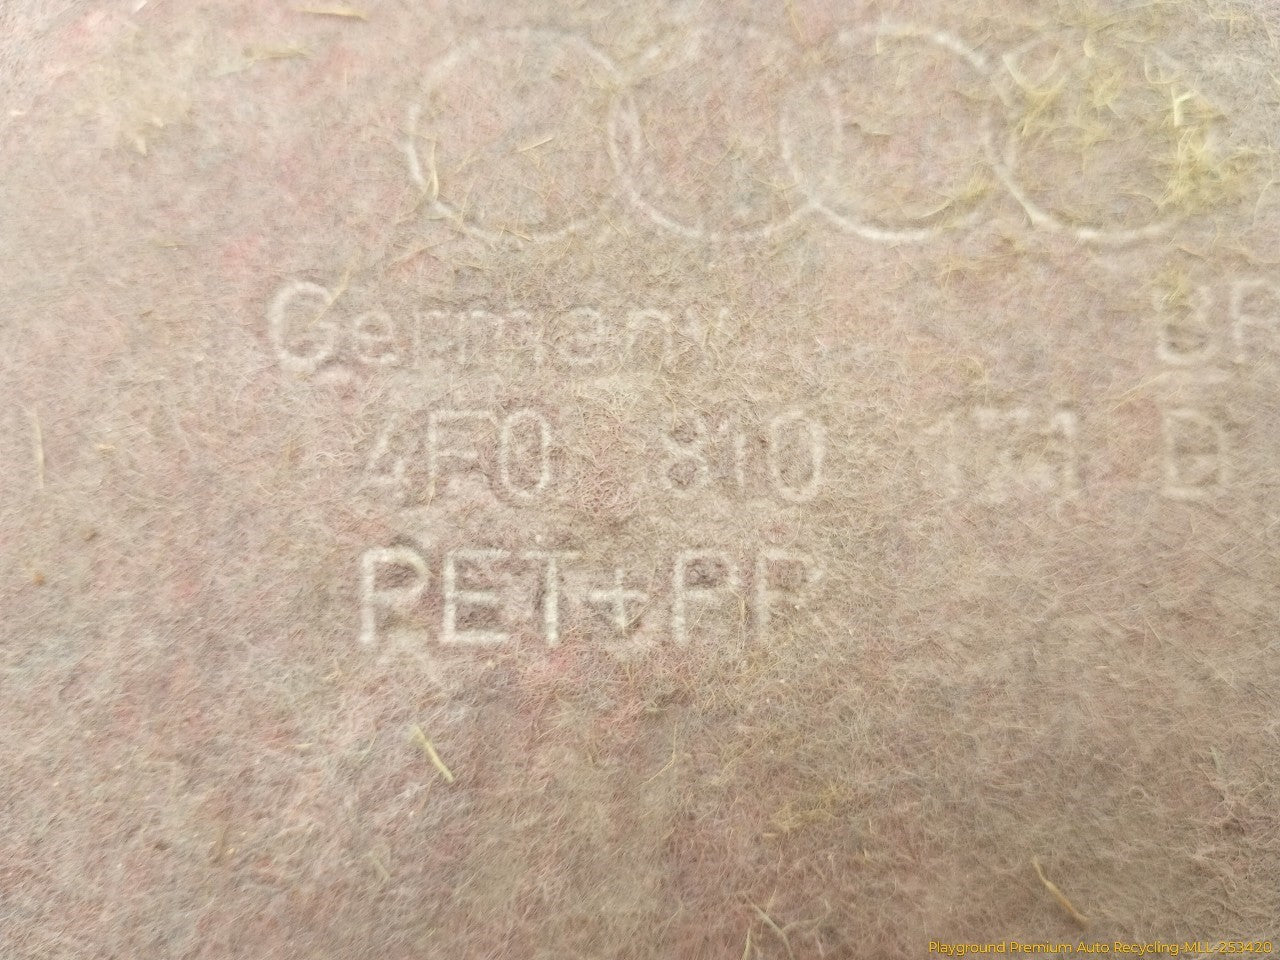 Germany
4F0 810 171 B
PET+PP
Playground Premium Auto Recycling-MLL-253420